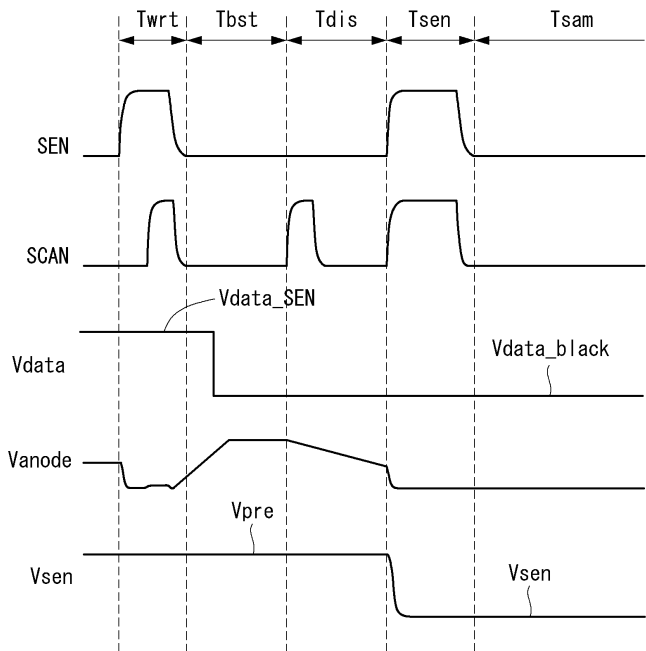 Twrt Tbst Tdis Tsen Tsam
SEN
SCAN
Vdata_SEN
Vdata
Vdata_black
Vanode
Vpre
Vsen
Vsen